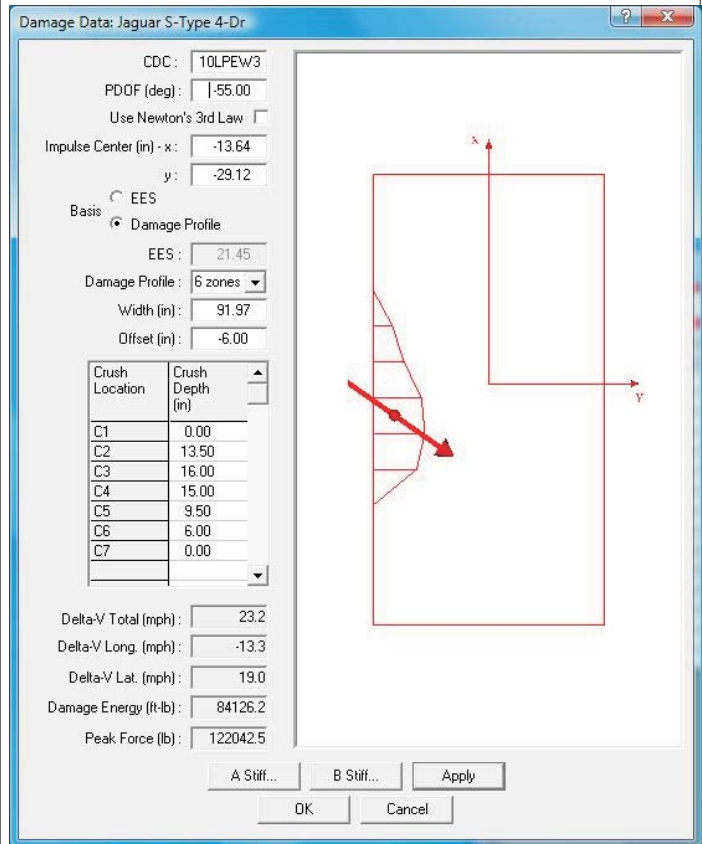 Damage Data: Jaguar S-Type 4-Dr
CDC : 10LPEW3
PDOF (deg) : -55.00
Use Newton's 3rd Law
Impulse Center (in) - x : -13.64
y : -29.12
Basis
EES
Damage Profile
EES : 21.45
Damage Profile : 6 zones
Width (in) : 91.97
Offset (in) : -6.00
Crush Location Crush Depth (in)
C1 0.00
C2 13.50
C3 16.00
C4 15.00
C5 9.50
C6 6.00
C7 0.00
Delta-V Total (mph) : 23.2
Delta-V Long. (mph) : -13.3
Delta-V Lat. (mph) : 19.0
Damage Energy (ft-lb) : 84126.2
Peak Force (lb) : 122042.5
X
Y
A Stiff... B Stiff... Apply
OK Cancel